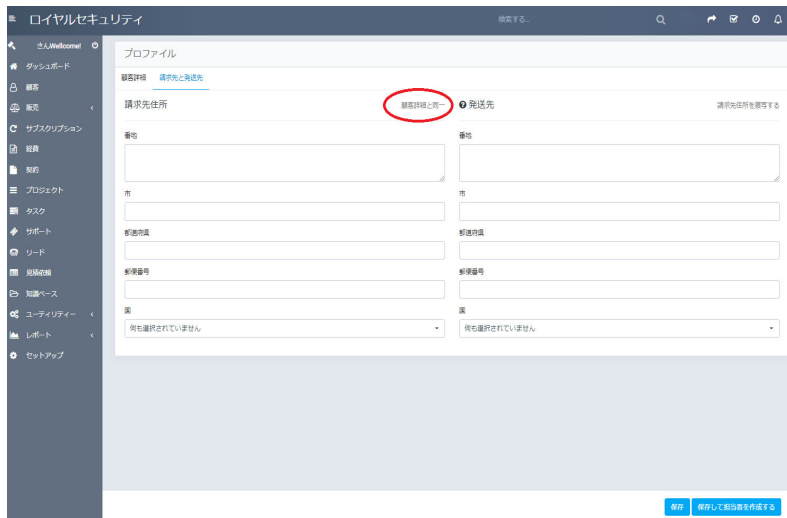 ロイヤルセキュリティ
検索する...
さん Wellcome!
ダッシュボード
顧客
販売
サブスクリプション
経費
契約
プロジェクト
タスク
サポート
リード
見積依頼
知識ベース
ユーティリティー
レポート
セットアップ
プロファイル
顧客詳細 請求先と発送先
請求先住所 顧客詳細と同一
番地
市
都道府県
郵便番号
国
何も選択されていません
発送先 請求先住所を複写する
番地
市
都道府県
郵便番号
国
何も選択されていません
保存 保存して担当者を作成する